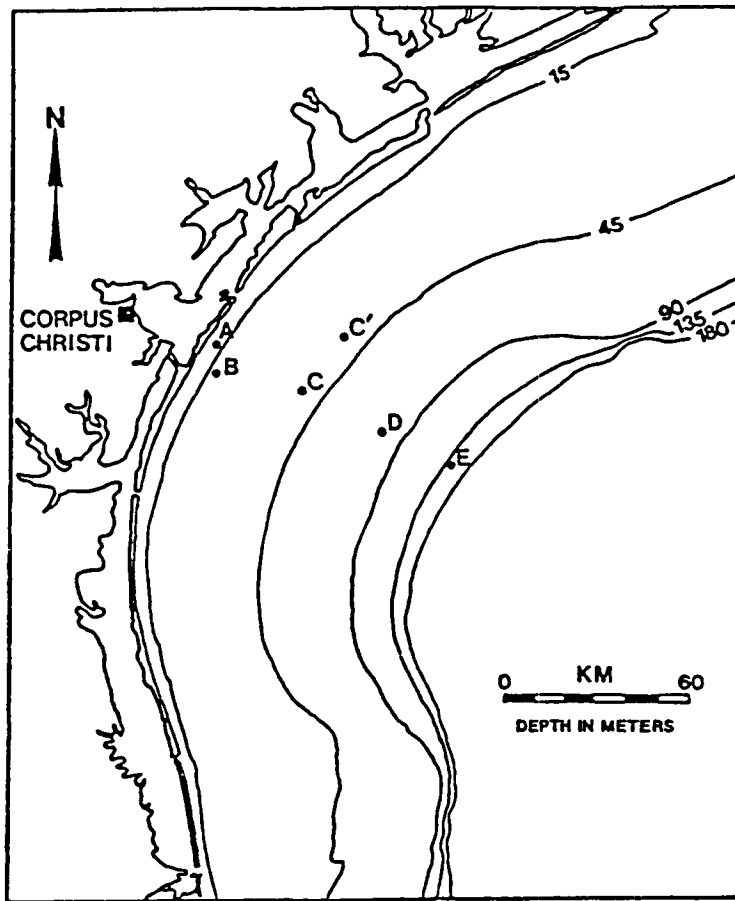 15
N
45
CORPUS
CHRISTI
C'
A
B
90
135
180
C
D
E
KM
0 60
DEPTH IN METERS